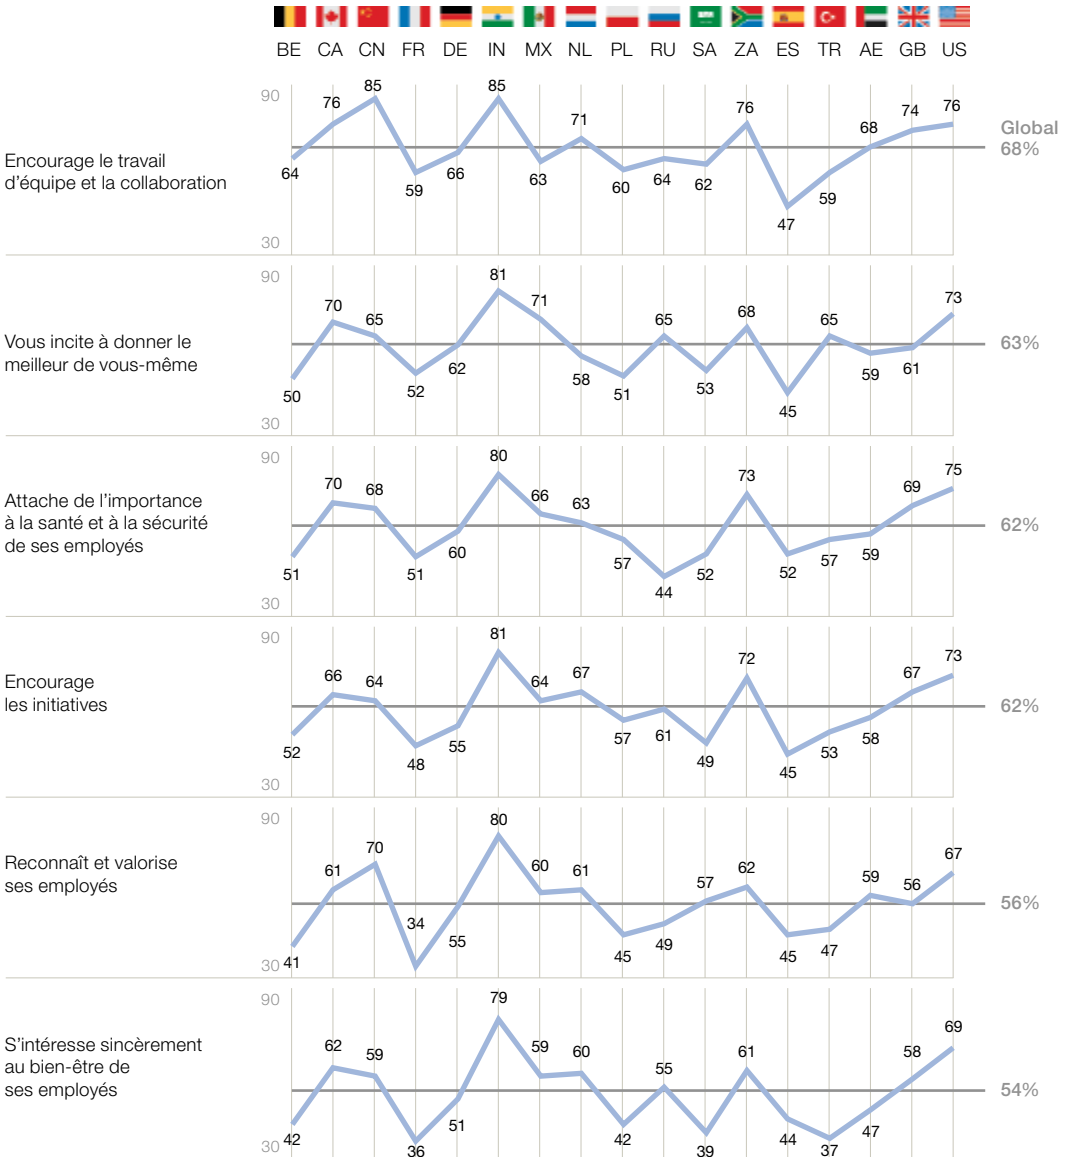 BE CA CN FR DE IN MX NL PL RU SA ZA ES TR AE GB US
Encourage le travail
d’équipe et la collaboration
90
30
64 76 85 59 66 85 63 71 60 64 62 76 47 59 68 74 76
Global
68%
Vous incite à donner le
meilleur de vous-même
90
30
50 70 65 52 62 81 71 58 51 65 53 68 45 65 59 61 73
63%
Attache de l’importance
à la santé et à la sécurité
de ses employés
90
30
51 70 68 51 60 80 66 63 57 44 52 73 52 57 59 69 75
62%
Encourage
les initiatives
90
30
52 66 64 48 55 81 64 67 57 61 49 72 45 53 58 67 73
62%
Reconnaît et valorise
ses employés
90
30
41 61 70 34 55 80 60 61 45 49 57 62 45 47 59 56 67
56%
S’intéresse sincèrement
au bien-être de
ses employés
90
30
42 62 59 36 51 79 59 60 42 55 39 61 44 37 47 58 69
54%